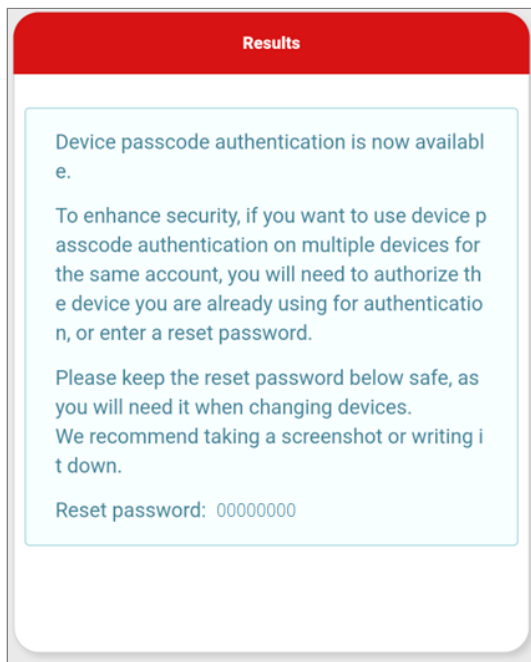 Results
Device passcode authentication is now availabl
e.
To enhance security, if you want to use device p
asscode authentication on multiple devices for
the same account, you will need to authorize th
e device you are already using for authenticatio
n, or enter a reset password.
Please keep the reset password below safe, as
you will need it when changing devices.
We recommend taking a screenshot or writing i
t down.
Reset password: 00000000